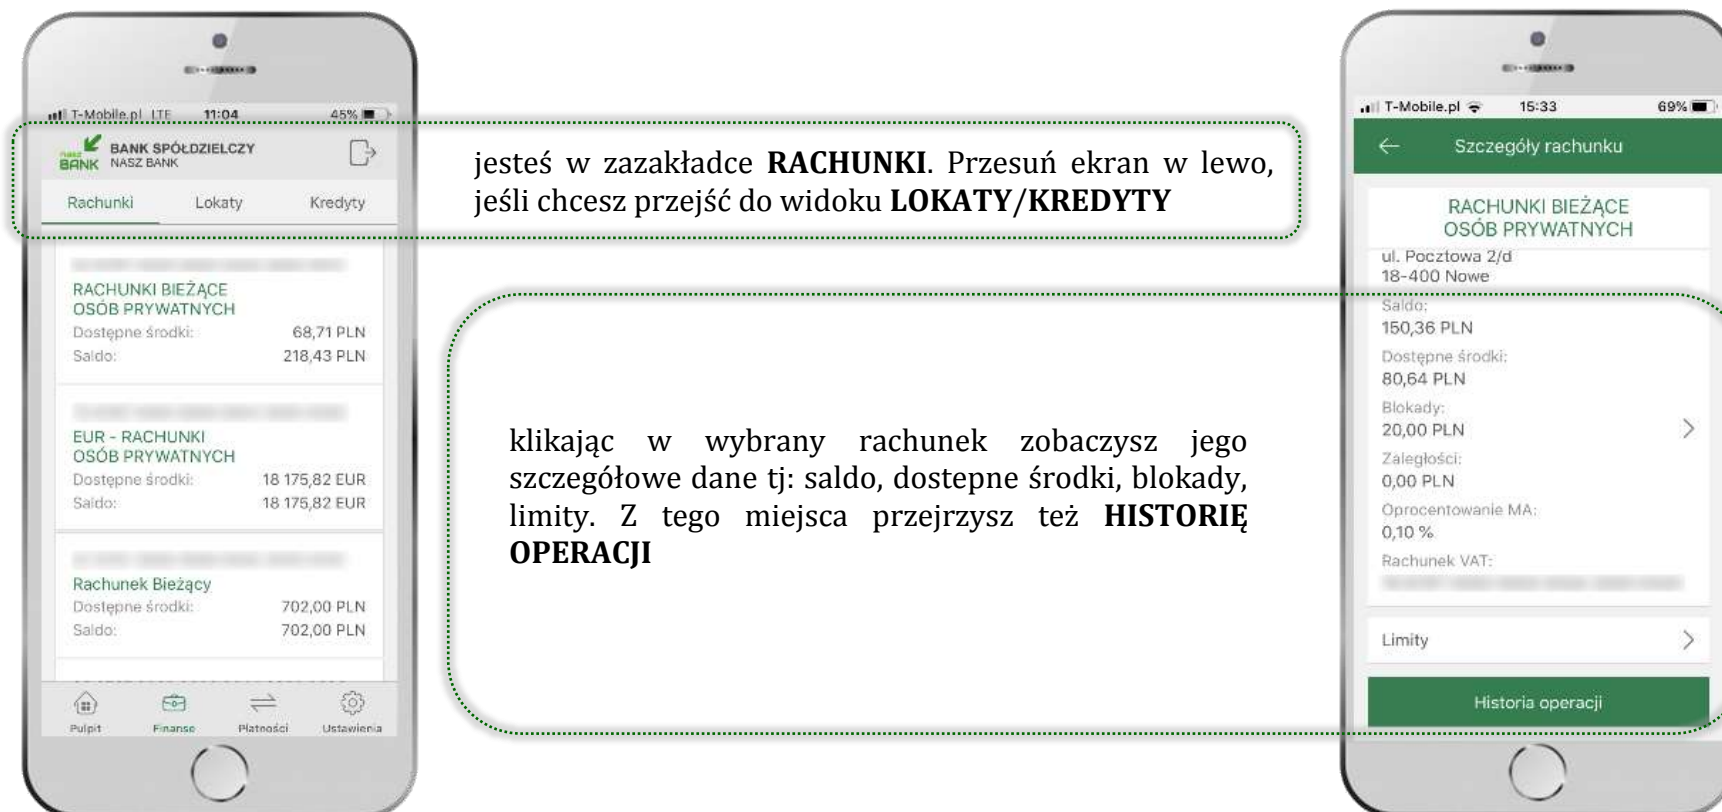 T-Mobile.pl LTE 11:04 45%
nasz BANK
BANK SPÓŁDZIELCZY
NASZ BANK
Rachunki Lokaty Kredyty
RACHUNKI BIEŻĄCE
OSÓB PRYWATNYCH
Dostępne środki: 68,71 PLN
Saldo: 218,43 PLN
EUR - RACHUNKI
OSÓB PRYWATNYCH
Dostępne środki: 18 175,82 EUR
Saldo: 18 175,82 EUR
Rachunek Bieżący
Dostępne środki: 702,00 PLN
Saldo: 702,00 PLN
Pulpit Finanse Płatności Ustawienia
jesteś w zazakładce RACHUNKI. Przesuń ekran w lewo,
jeśli chcesz przejść do widoku LOKATY/KREDYTY
klikając w wybrany rachunek zobaczysz jego
szczegółowe dane tj: saldo, dostepne środki, blokady,
limity. Z tego miejsca przejrzysz też HISTORIĘ
OPERACJI
T-Mobile.pl 15:33 69%
Szczegóły rachunku
RACHUNKI BIEŻĄCE
OSÓB PRYWATNYCH
ul. Pocztowa 2/d
18-400 Nowe
Saldo:
150,36 PLN
Dostępne środki:
80,64 PLN
Blokady:
20,00 PLN
Zaległości:
0,00 PLN
Oprocentowanie MA:
0,10 %
Rachunek VAT:
Limity
Historia operacji